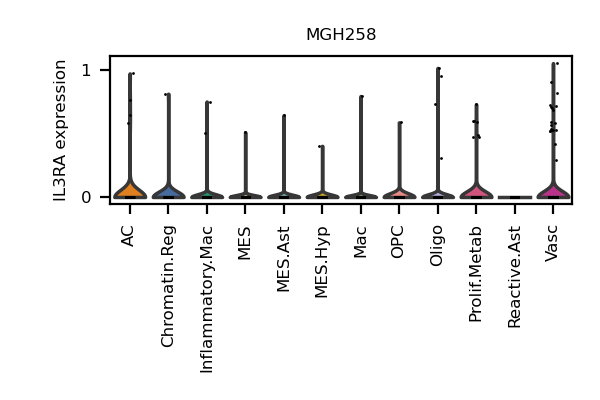 MGH258
IL3RA expression
1
0
AC
Chromatin.Reg
Inflammatory.Mac
MES
MES.Ast
MES.Hyp
Mac
OPC
Oligo
Prolif.Metab
Reactive.Ast
Vasc